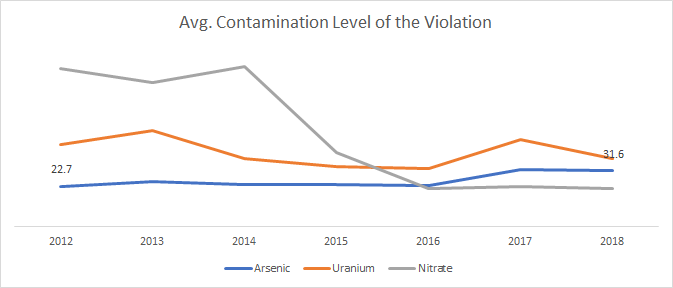 Avg. Contamination Level of the Violation
22.7
31.6
2012 2013 2014 2015 2016 2017 2018
Arsenic Uranium Nitrate